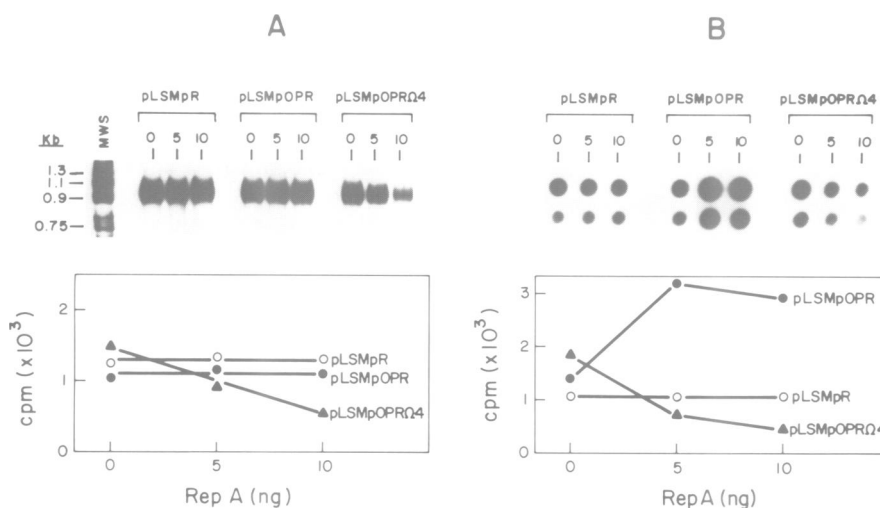 A
pLSMpR pLSMpOPR pLSMpOPRΩ4
Kb MWS 0 5 10 0 5 10 0 5 10
1.3
1.1
0.9
0.75
cpm (x10³)
2
1
0
pLSMpR
pLSMpOPR
pLSMpOPRΩ4
0 5 10
Rep A (ng)
B
pLSMpR pLSMpOPR pLSMpOPRΩ4
0 5 10 0 5 10 0 5 10
cpm (x10³)
3
2
1
0
pLSMpOPR
pLSMpR
pLSMpOPRΩ4
0 5 10
Rep A (ng)